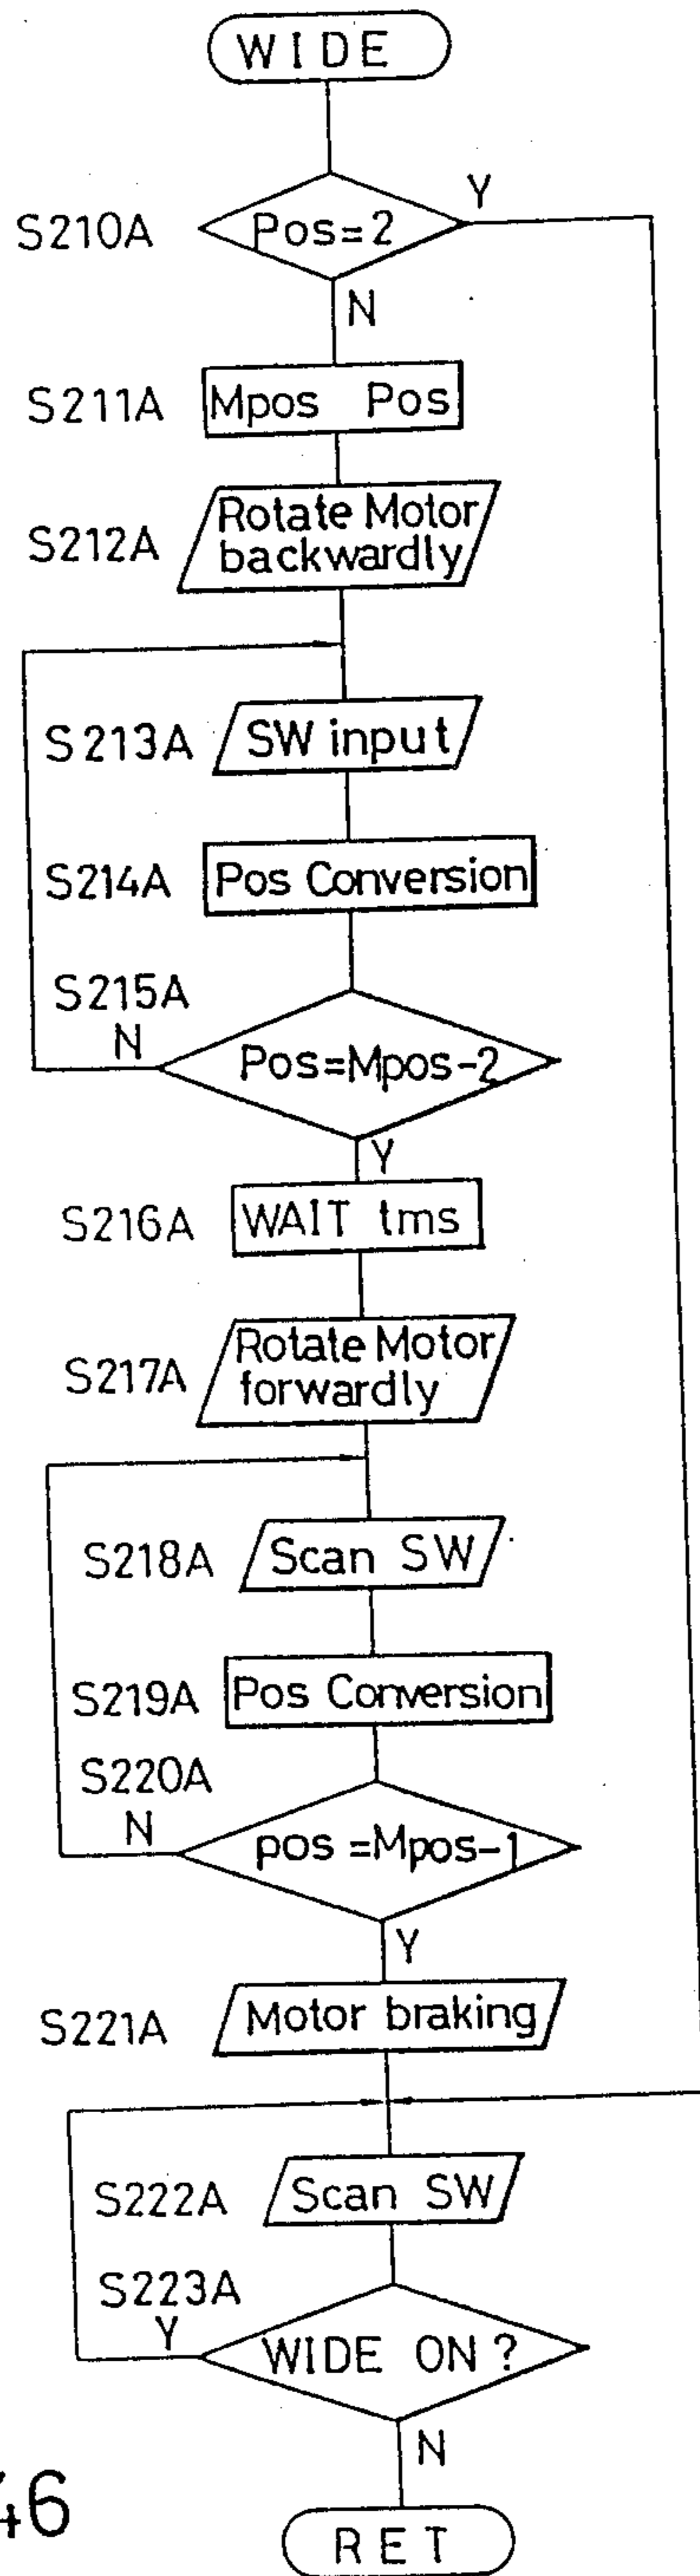 WIDE
S210A
Pos=2
Y
N
S211A
Mpos Pos
S212A
Rotate Motor
backwardly
S213A
SW input
S214A
Pos Conversion
S215A
N
Pos=Mpos-2
Y
S216A
WAIT tms
S217A
Rotate Motor
forwardly
S218A
Scan SW
S219A
Pos Conversion
S220A
N
pos=Mpos-1
Y
S221A
Motor braking
S222A
Scan SW
S223A
Y
WIDE ON?
N
46
RET